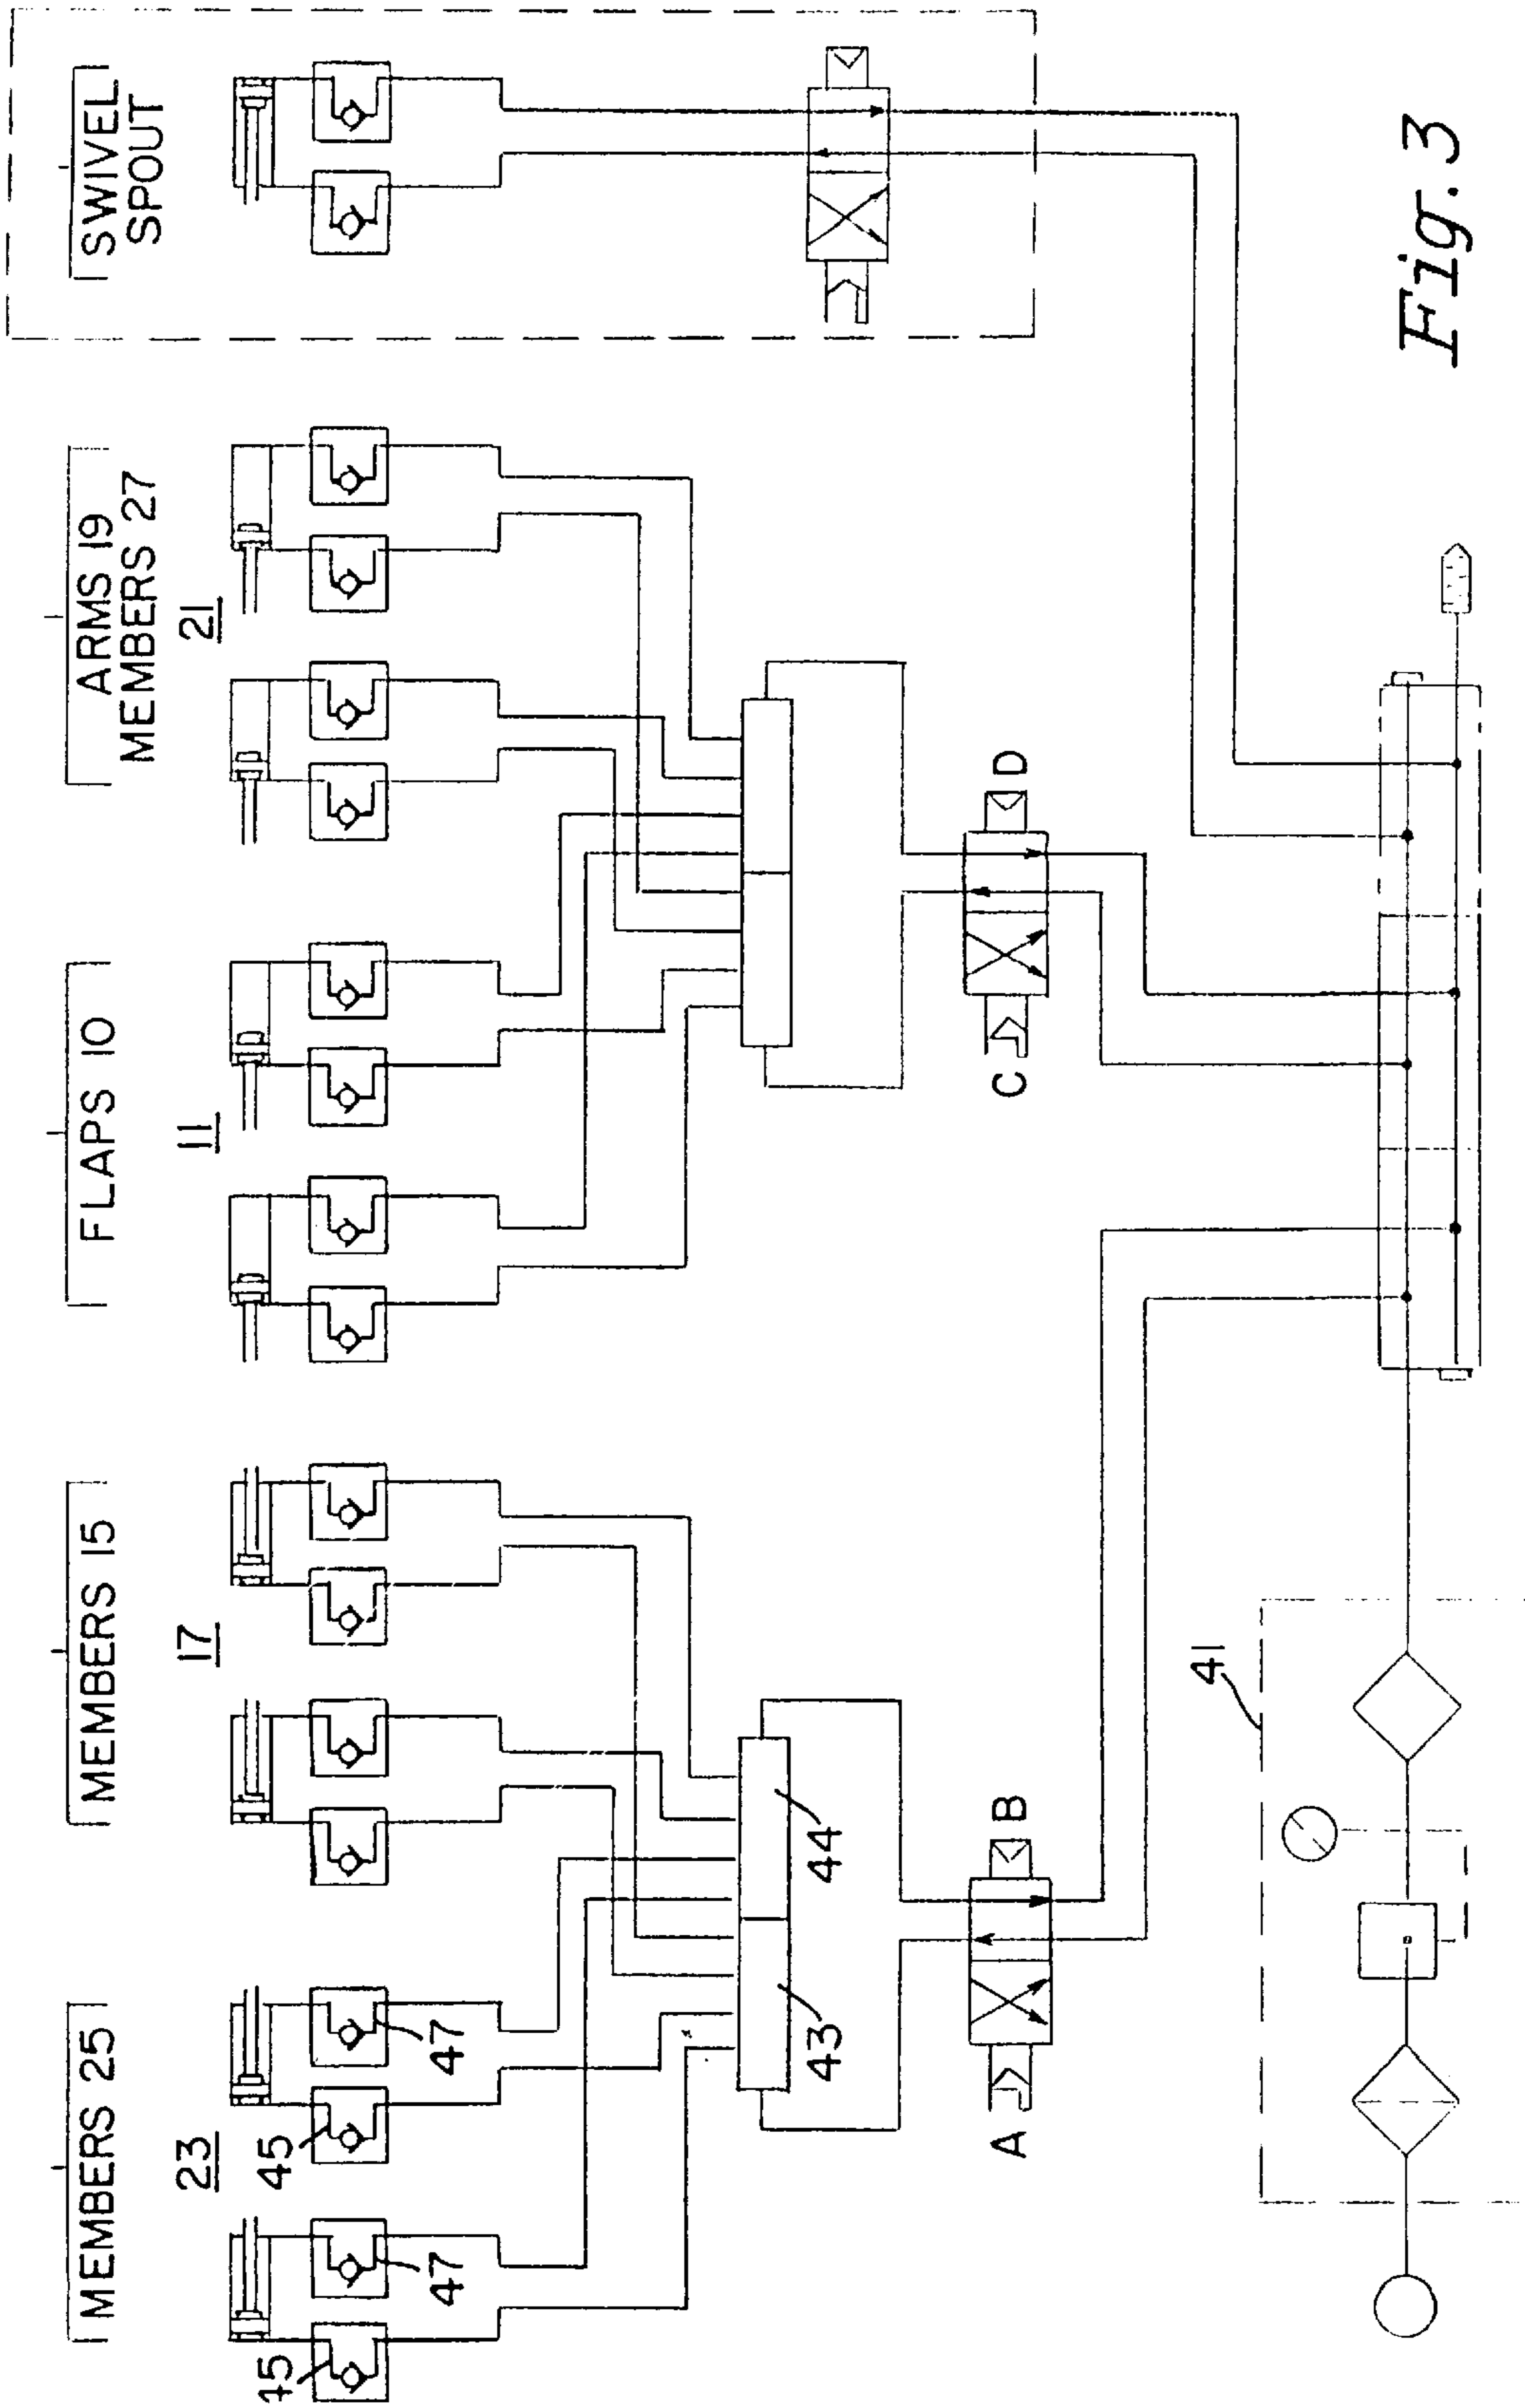 MEMBERS 25
MEMBERS 15
FLAPS 10
ARMS 19
MEMBERS 27
SWIVEL
SPOUT
23
17
11
21
45
47
45
47
43
44
A
B
C
D
41
Fig. 3